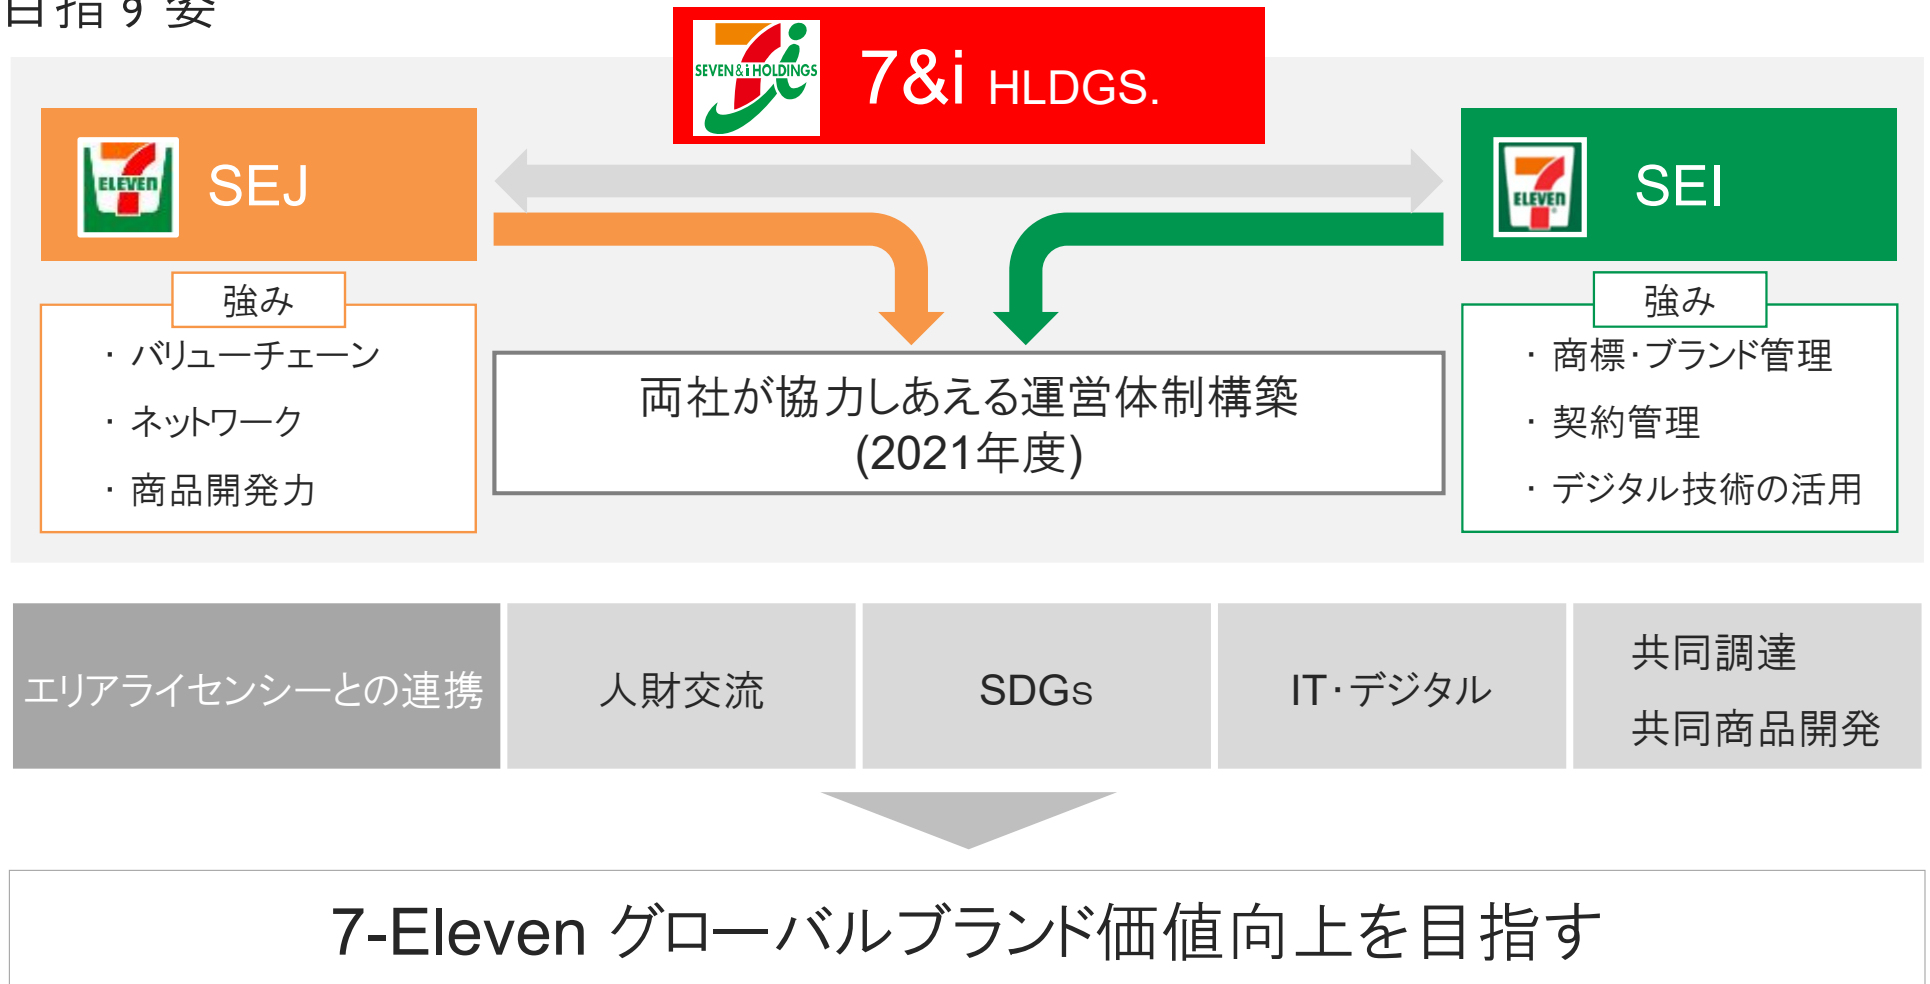 目指す姿
SEVEN&i HOLDINGS
7&i HLDGS.
7
ELEVEN
SEJ
7
ELEVEN
SEI
強み
・バリューチェーン
・ネットワーク
・商品開発力
両社が協力しあえる運営体制構築
(2021年度)
強み
・商標・ブランド管理
・契約管理
・デジタル技術の活用
エリアライセンシーとの連携
人財交流
SDGs
IT・デジタル
共同調達
共同商品開発
7-Eleven グローバルブランド価値向上を目指す